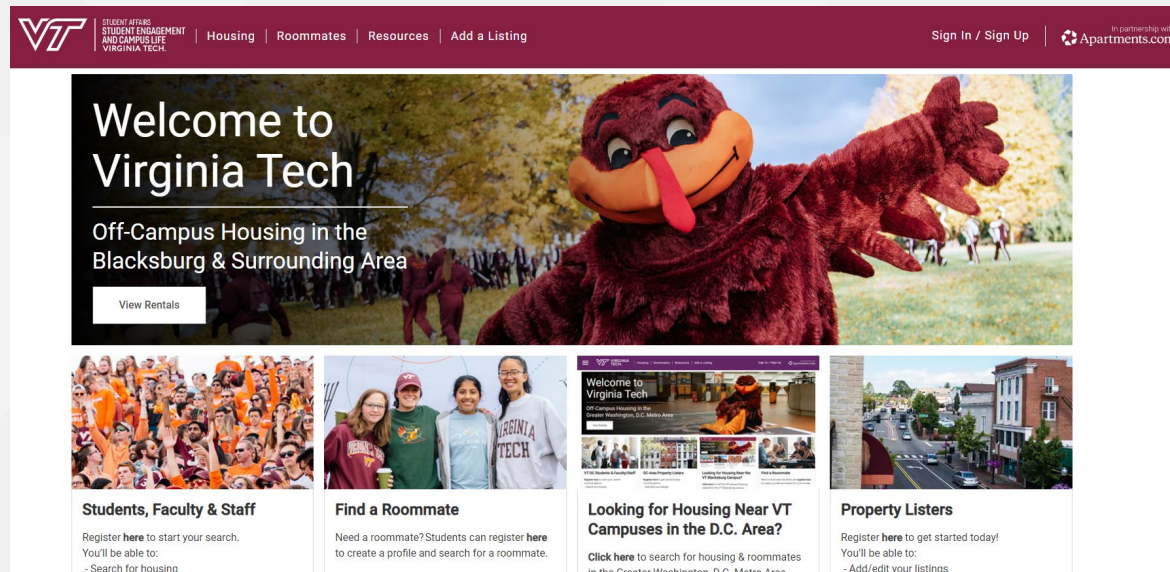 VT
STUDENT AFFAIRS
STUDENT ENGAGEMENT
AND CAMPUS LIFE
VIRGINIA TECH.
Housing | Roommates | Resources | Add a Listing
Sign In / Sign Up
In partnership wit
Apartments.com
Welcome to
Virginia Tech
Off-Campus Housing in the
Blacksburg & Surrounding Area
View Rentals
VIRGINIA
TECH
Welcome to
Virginia Tech
Off-Campus Housing in the
Greater Washington, D.C. Metro Area
Students, Faculty & Staff
Register here to start your search.
You'll be able to:
- Search for housing
Find a Roommate
Need a roommate? Students can register here
to create a profile and search for a roommate.
Looking for Housing Near VT
Campuses in the D.C. Area?
Click here to search for housing & roommates
in the Greater Washington, D.C. Metro Area
Property Listers
Register here to get started today!
You'll be able to:
- Add/edit your listings